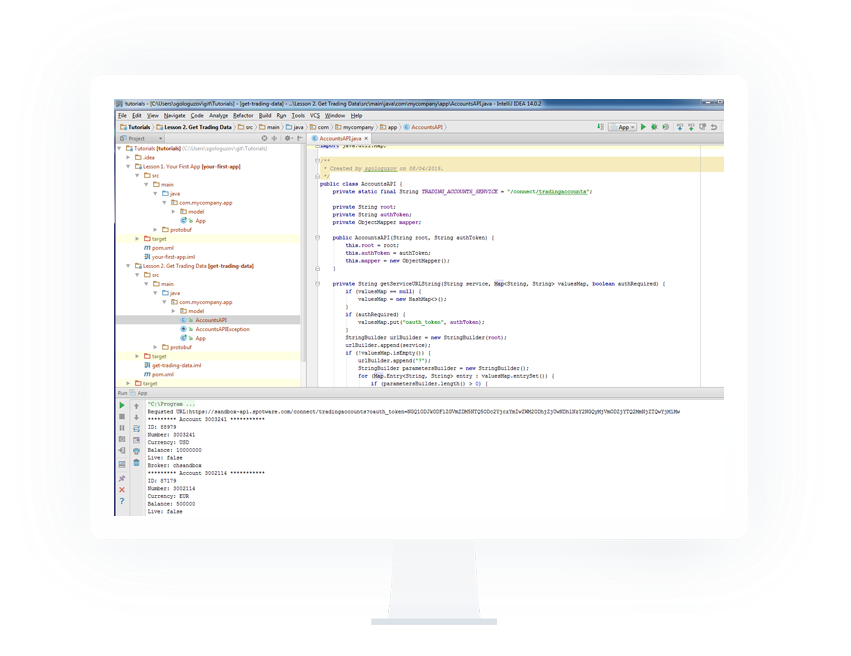 tutorials - [C:\Users\sgologuzov\git\Tutorials] - [get-trading-data] - ...\Lesson 2. Get Trading Data\src\main\java\com\mycompany\app\AccountsAPI.java - IntelliJ IDEA 14.0.2
File Edit View Navigate Code Analyze Refactor Build Run Tools VCS Window Help
Tutorials Lesson 2. Get Trading Data src main java com mycompany app AccountsAPI App
Project
Tutorials [tutorials] (C:\Users\sgologuzov\git\Tutorials)
.idea
Lesson 1. Your First App [your-first-app]
src
main
java
com.mycompany.app
model
App
protobuf
target
pom.xml
your-first-app.iml
Lesson 2. Get Trading Data [get-trading-data]
src
main
java
com.mycompany.app
model
AccountsAPI
AccountsAPIException
App
protobuf
target
get-trading-data.iml
pom.xml
target
AccountsAPI.java
import java.util.Map;
/**
* Created by sgologuzov on 08/04/2015.
*/
public class AccountsAPI {
private static final String TRADING_ACCOUNTS_SERVICE = "/connect/tradingaccounts";
private String root;
private String authToken;
private ObjectMapper mapper;
public AccountsAPI(String root, String authToken) {
this.root = root;
this.authToken = authToken;
this.mapper = new ObjectMapper();
}
private String getServiceURLString(String service, Map<String, String> valuesMap, boolean authRequired) {
if (valuesMap == null) {
valuesMap = new HashMap<>();
}
if (authRequired) {
valuesMap.put("oauth_token", authToken);
}
StringBuilder urlBuilder = new StringBuilder(root);
urlBuilder.append(service);
if (!valuesMap.isEmpty()) {
urlBuilder.append("?");
StringBuilder parametersBuilder = new StringBuilder();
for (Map.Entry<String, String> entry : valuesMap.entrySet()) {
if (parametersBuilder.length() > 0) {
Run App
"C:\Program ...
Requsted URL:https://sandbox-api.spotware.com/connect/tradingaccounts?oauth_token=
********* Account 3003241 ***********
ID: 88979
Number: 3003241
Currency: USD
Balance: 10000000
Live: false
Broker: chsandbox
********* Account 3002114 ***********
ID: 87179
Number: 3002114
Currency: EUR
Balance: 500000
Live: false